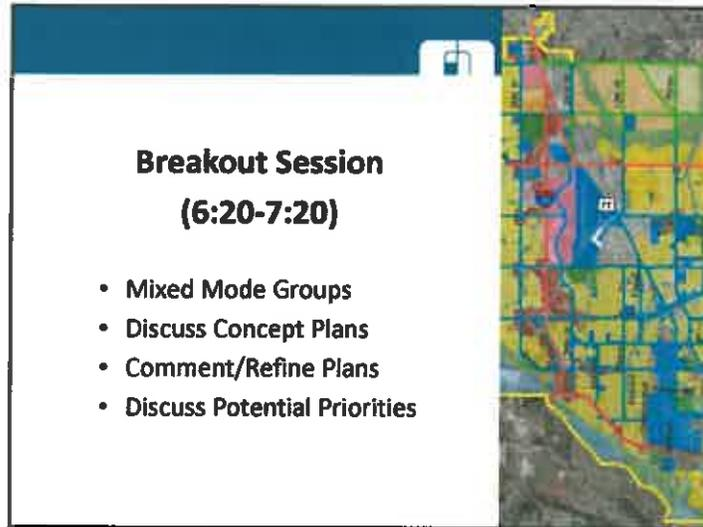 Breakout Session
(6:20-7:20)
• Mixed Mode Groups
• Discuss Concept Plans
• Comment/Refine Plans
• Discuss Potential Priorities